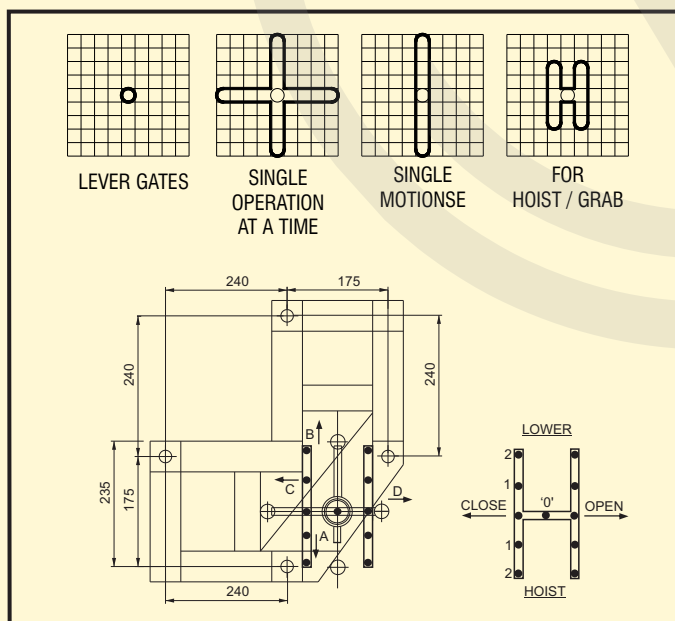 LEVER GATES
SINGLE
OPERATION
AT A TIME
SINGLE
MOTIONSE
FOR
HOIST / GRAB
240
175
240
240
235
175
240
B
C
D
A
LOWER
2
1
CLOSE
'0'
OPEN
1
2
HOIST